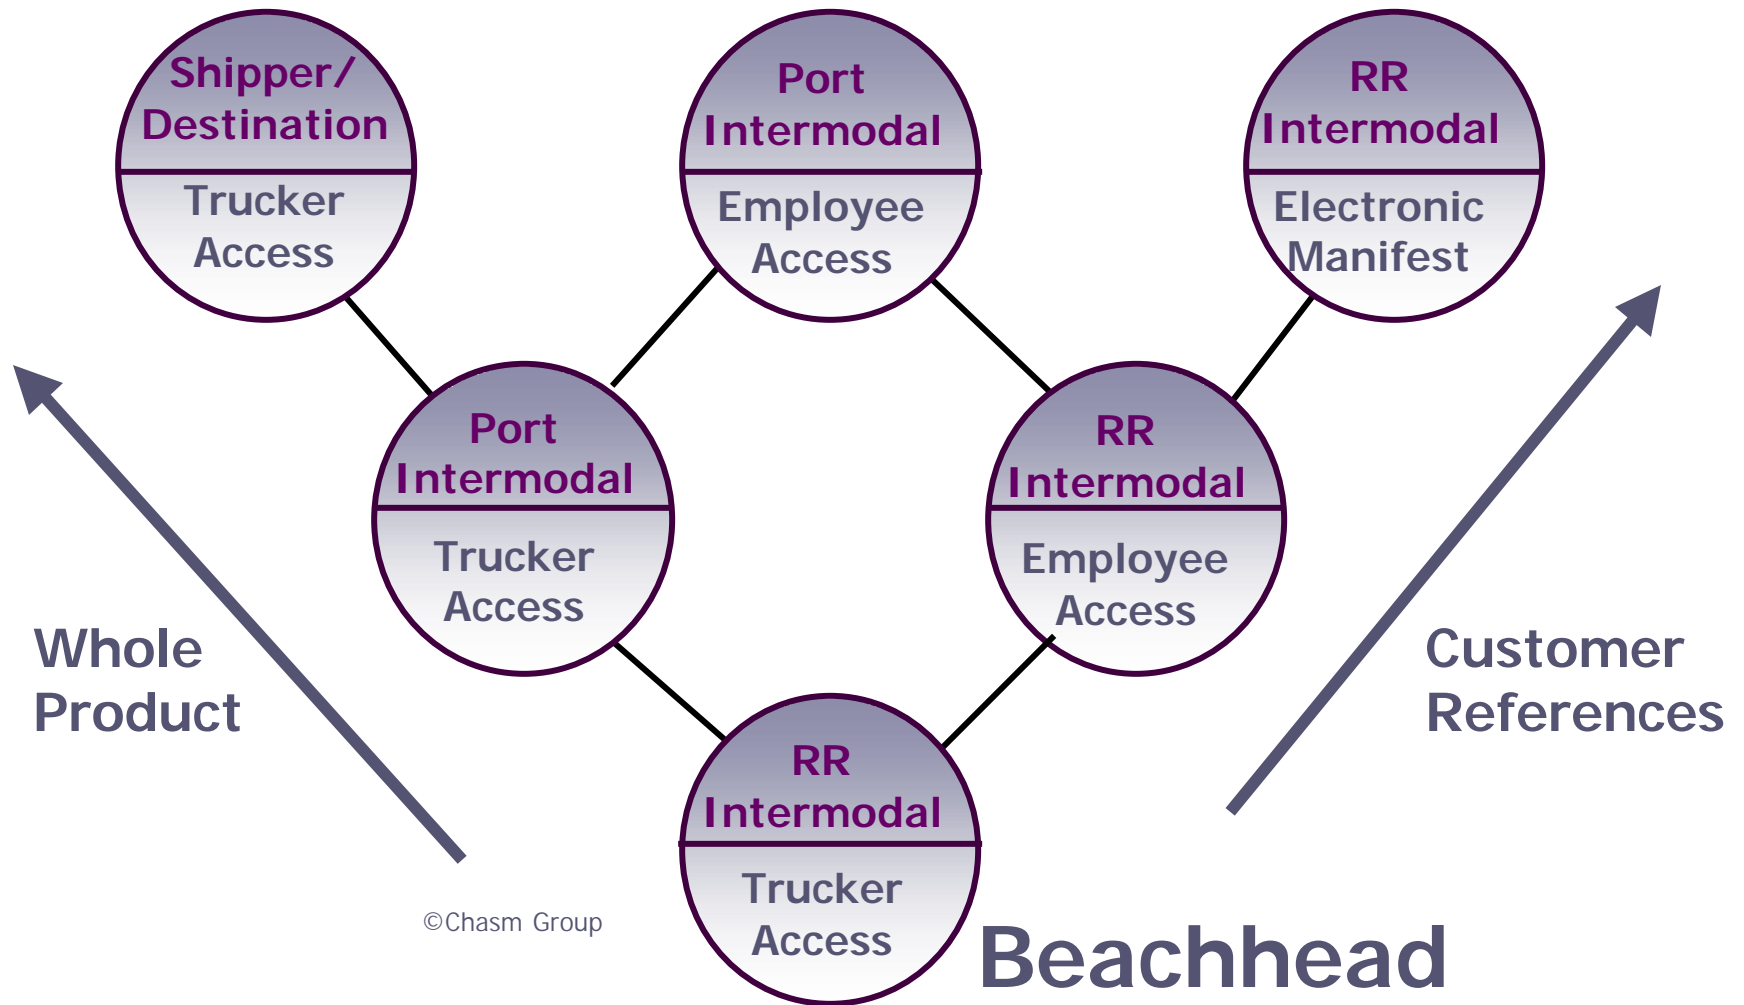 Shipper/
Destination
Trucker
Access
Port
Intermodal
Employee
Access
RR
Intermodal
Electronic
Manifest
Port
Intermodal
Trucker
Access
RR
Intermodal
Employee
Access
Whole
Product
Customer
References
RR
Intermodal
Trucker
Access
©Chasm Group
Beachhead